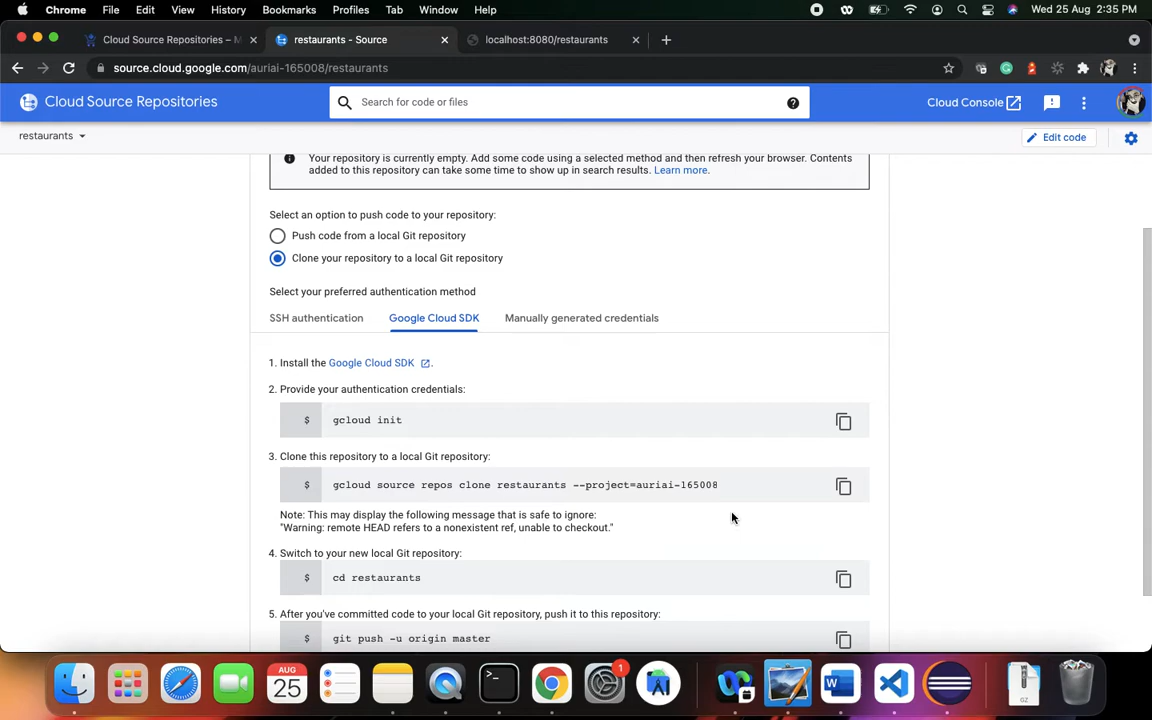 Chrome File Edit View History Bookmarks Profiles Tab Window Help Wed 25 Aug 2:35 PM
Cloud Source Repositories – M restaurants - Source localhost:8080/restaurants
source.cloud.google.com/auriai-165008/restaurants
Cloud Source Repositories Search for code or files Cloud Console
restaurants Edit code
Your repository is currently empty. Add some code using a selected method and then refresh your browser. Contents
added to this repository can take some time to show up in search results. Learn more.
Select an option to push code to your repository:
Push code from a local Git repository
Clone your repository to a local Git repository
Select your preferred authentication method
SSH authentication Google Cloud SDK Manually generated credentials
1. Install the Google Cloud SDK .
2. Provide your authentication credentials:
$ gcloud init
3. Clone this repository to a local Git repository:
$ gcloud source repos clone restaurants --project=auriai-165008
Note: This may display the following message that is safe to ignore:
"Warning: remote HEAD refers to a nonexistent ref, unable to checkout."
4. Switch to your new local Git repository:
$ cd restaurants
5. After you've committed code to your local Git repository, push it to this repository:
$ git push -u origin master
AUG
25
1